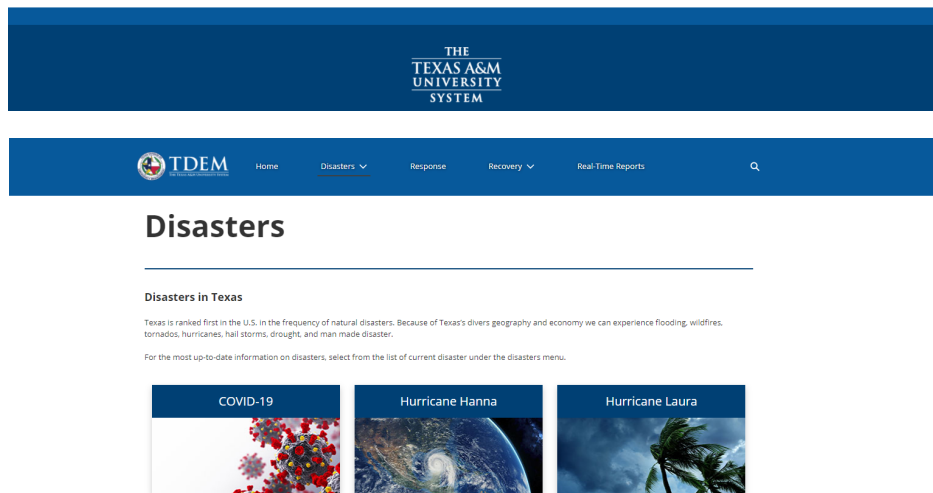 THE
TEXAS A&M
UNIVERSITY
SYSTEM
TDEM
Home Disasters Response Recovery Real-Time Reports
Disasters
Disasters in Texas
Texas is ranked first in the U.S. in the frequency of natural disasters. Because of Texas's divers geography and economy we can experience flooding, wildfires,
tornados, hurricanes, hail storms, drought, and man made disaster.
For the most up-to-date information on disasters, select from the list of current disaster under the disasters menu.
COVID-19 Hurricane Hanna Hurricane Laura